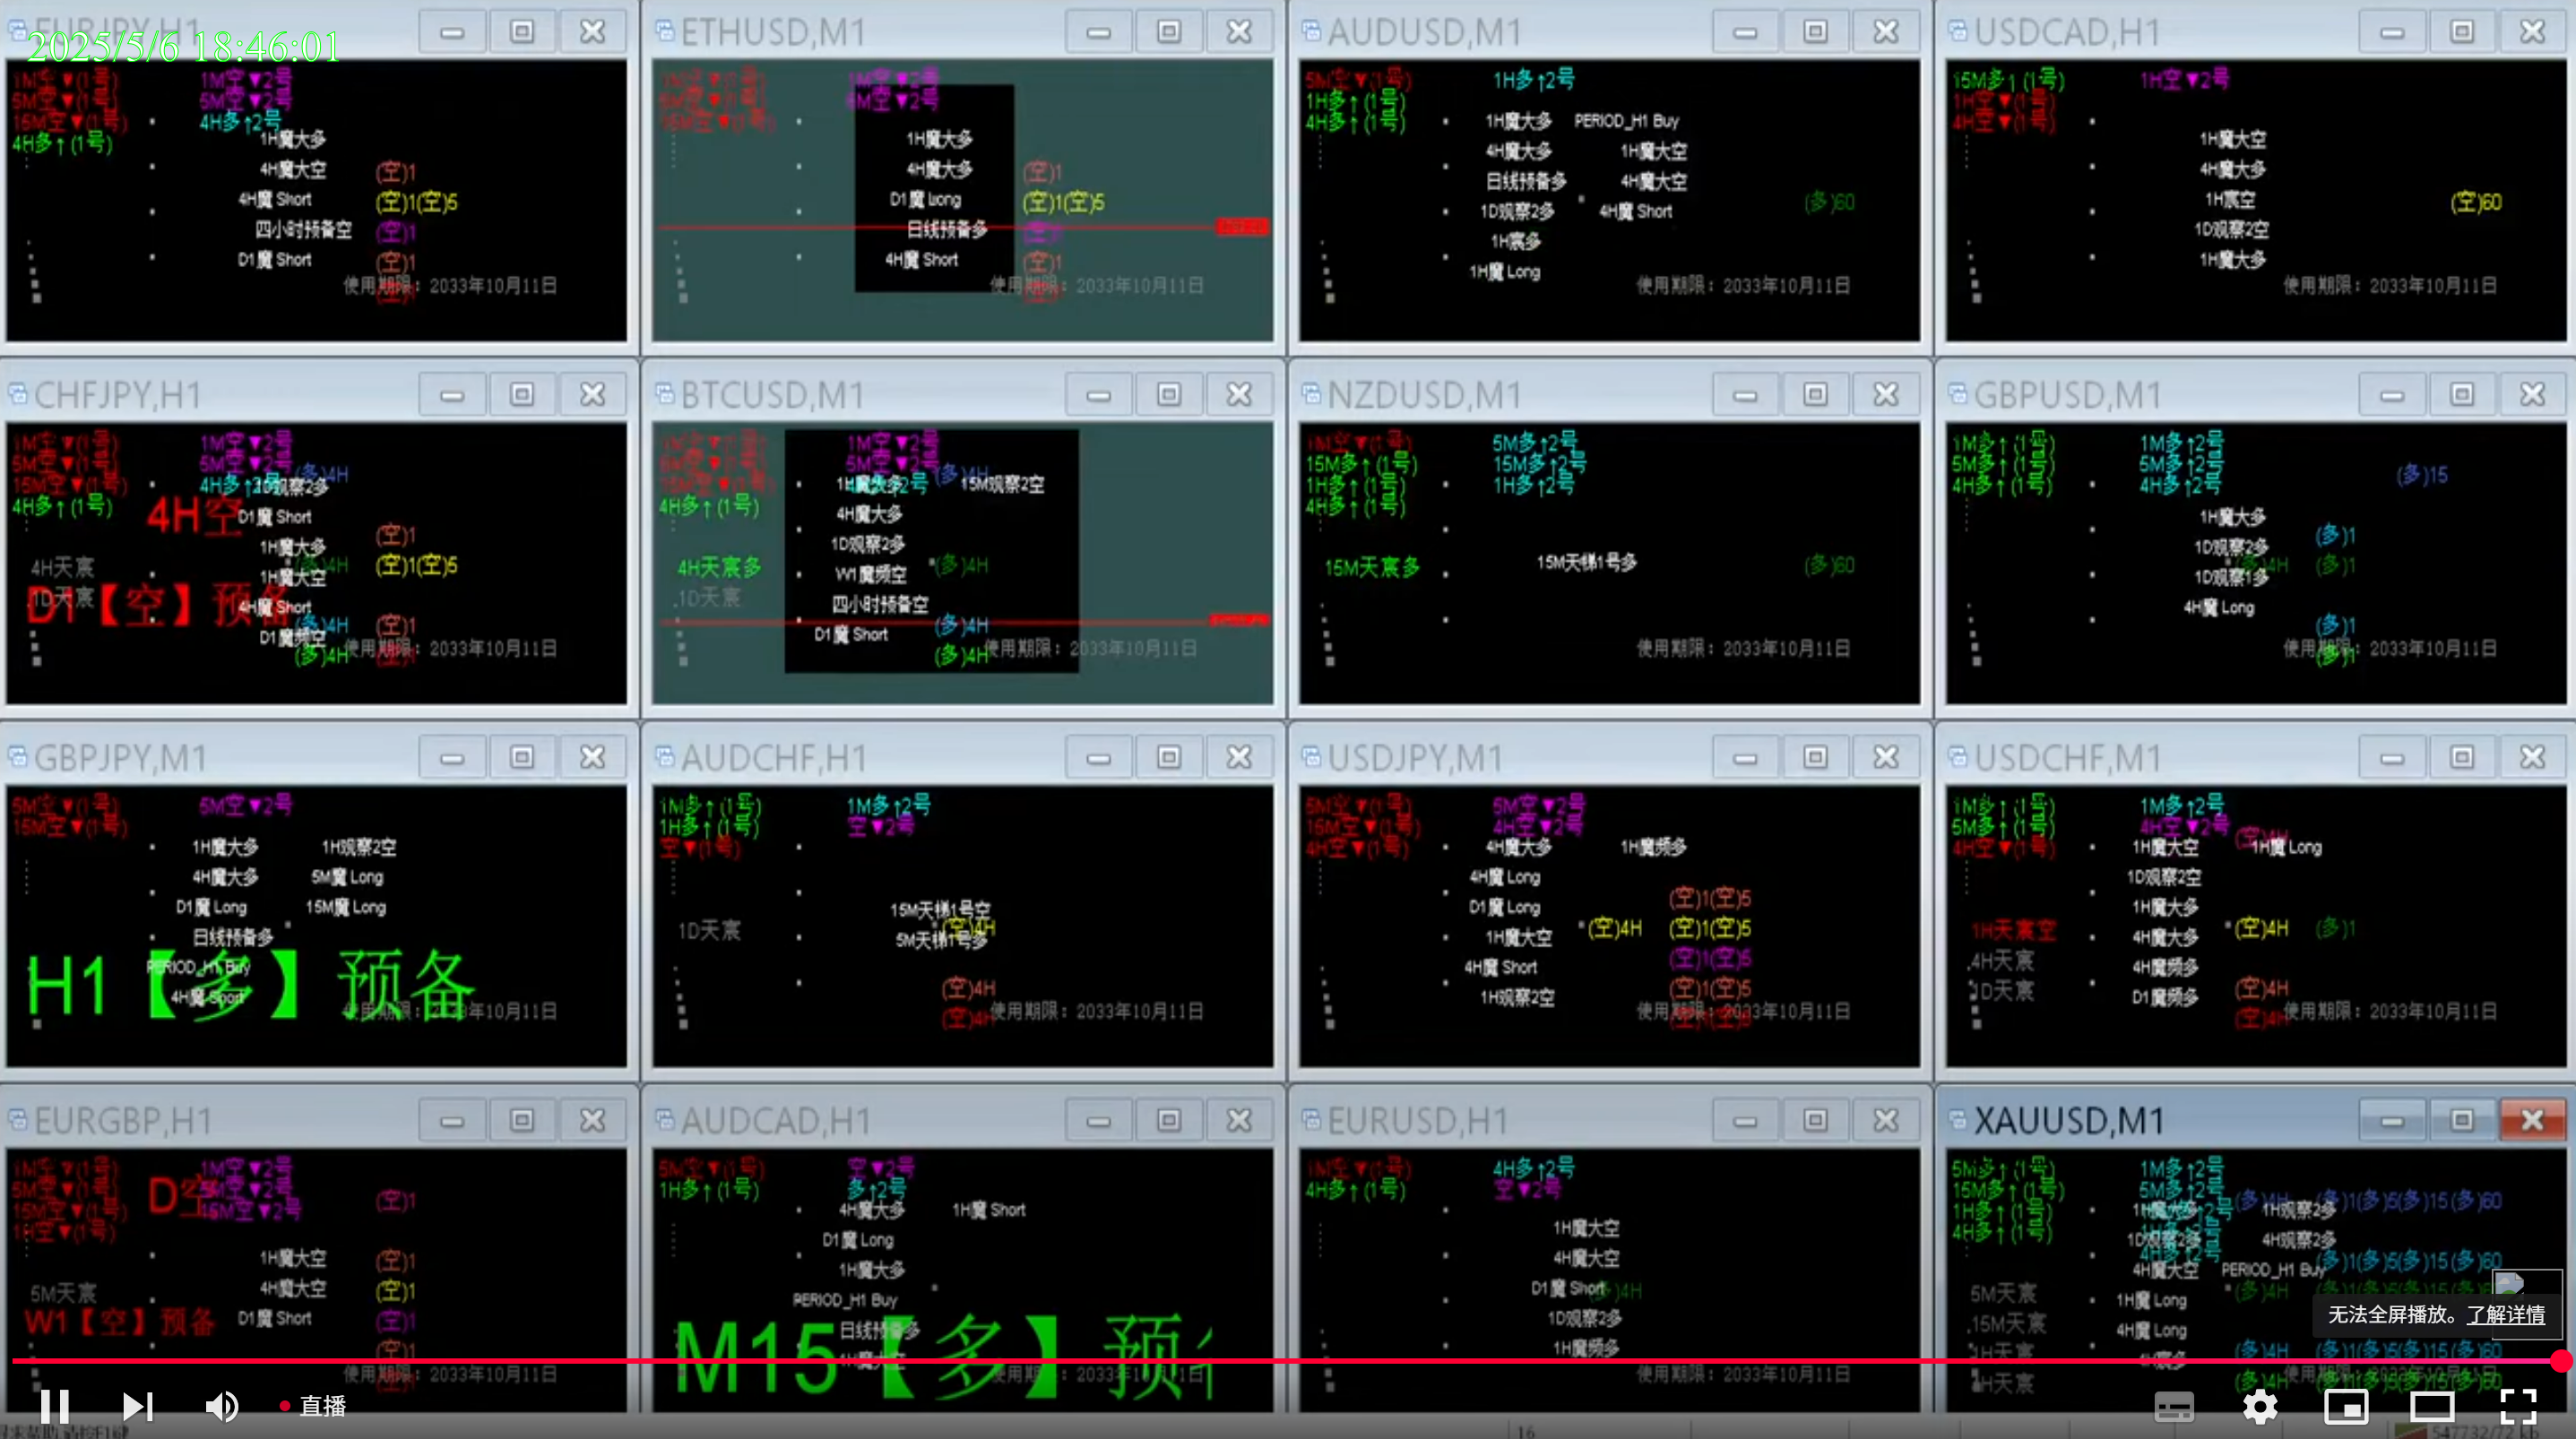 EURJPY,H1
2025/5/6 18:46:01
1M空▼(1号) 1M空▼2号
5M空▼(1号) 5M空▼2号
15M空▼(1号) 4H多↑2号
4H多↑(1号) 1H魔大多
4H魔大空 (空)1
4H魔 Short (空)1(空)5
四小时预备空 (空)1
D1魔 Short (空)1
使用期限：2033年10月11日
ETHUSD,M1
1M空▼2号
1H魔大多
4H魔大多 (空)1
D1魔 Long (空)1(空)5
日线预备多
4H魔 Short (空)1
使用期限：2033年10月11日
AUDUSD,M1
5M空▼(1号) 1H多↑2号
1H多↑(1号)
4H多↑(1号) 1H魔大多 PERIOD_H1 Buy
4H魔大多 1H魔大空
日线预备多 4H魔大空
1D观察2多 4H魔 Short (多)60
1H宸多
1H魔 Long
使用期限：2033年10月11日
USDCAD,H1
15M多↑(1号) 1H空▼2号
1H空▼(1号)
4H空▼(1号)
1H魔大空
4H魔大多
1H宸空 (空)60
1D观察2空
1H魔大多
使用期限：2033年10月11日
CHFJPY,H1
1M空▼(1号) 1M空▼2号
5M空▼(1号) 5M空▼2号 (多)4H
15M空▼(1号) 4H多↑2号
4H多↑(1号) 4H空 D1魔 Short
1H魔大多 (空)1
4H天宸 (多)4H (空)1(空)5
1H魔大空
1D天宸 D1【空】预备
4H魔 Short
(多)4H (空)1
D1魔频空
(多)4H 使用期限：2033年10月11日
BTCUSD,M1
1M空▼2号
5M空▼2号 (多)4H
15M观察2空
4H多↑(1号) 4H魔大多
1D观察2多
4H天宸多 W1魔频空 (多)4H
1D天宸 四小时预备空
D1魔 Short (多)4H
(多)4H 使用期限：2033年10月11日
NZDUSD,M1
1M空▼(1号) 5M多↑2号
15M多↑(1号) 15M多↑2号
1H多↑(1号) 1H多↑2号
4H多↑(1号)
15M天宸多 15M天梯1号多 (多)60
使用期限：2033年10月11日
GBPUSD,M1
1M多↑(1号) 1M多↑2号
5M多↑(1号) 5M多↑2号 (多)15
4H多↑(1号) 4H多↑2号
1H魔大多
1D观察2多 (多)1
(多)4H (多)1
1D观察1多
4H魔 Long
(多)1
(多)1 使用期限：2033年10月11日
GBPJPY,M1
5M空▼(1号) 5M空▼2号
15M空▼(1号)
1H魔大多 1H观察2空
4H魔大多 5M魔 Long
D1魔 Long 15M魔 Long
日线预备多
PERIOD_H1 Buy
H1【多】预备
4H魔 Short
使用期限：2033年10月11日
AUDCHF,H1
1M多↑(1号) 1M多↑2号
1H多↑(1号) 空▼2号
空▼(1号)
15M天梯1号空
1D天宸 (空)4H
5M天梯1号多
(空)4H
(空)4H 使用期限：2033年10月11日
USDJPY,M1
5M空▼(1号) 5M空▼2号
15M空▼(1号) 4H空▼2号
4H空▼(1号) 4H魔大多 1H魔频多
4H魔 Long (空)1(空)5
D1魔 Long (空)4H (空)1(空)5
1H魔大空 (空)1(空)5
4H魔 Short (空)1(空)5
1H观察2空
使用期限：2033年10月11日
USDCHF,M1
1M多↑(1号) 1M多↑2号
5M多↑(1号) 4H空▼2号 (空)4H
4H空▼(1号) 1H魔大空 1H魔 Long
1D观察2空
1H魔大多
1H天宸空 4H魔大多 (空)4H (多)1
4H天宸 4H魔频多
1D天宸 D1魔频多 (空)4H
(空)4H 使用期限：2033年10月11日
EURGBP,H1
1M空▼(1号) 1M空▼2号
5M空▼(1号) D空 5M空▼2号 (空)1
15M空▼(1号) 15M空▼2号
1H空▼(1号)
1H魔大空 (空)1
5M天宸 4H魔大空 (空)1
W1【空】预备 D1魔 Short (空)1
(空)1
使用期限：2033年10月11日
AUDCAD,H1
5M空▼(1号) 空▼2号
1H多↑(1号) 多↑2号
4H魔大多 1H魔 Short
D1魔 Long
1H魔大多
PERIOD_H1 Buy
日线预备多
M15【多】预
EURUSD,H1
1M空▼(1号) 4H多↑2号
4H多↑(1号) 空▼2号
1H魔大空
4H魔大空
D1魔 Short (多)4H
1D观察2多
1H魔频多
使用期限：2033年10月11日
XAUUSD,M1
5M多↑(1号) 1M多↑2号
15M多↑(1号) 5M多↑2号
1H多↑(1号) (多)4H (多)1(多)5(多)15(多)60
4H多↑(1号) 1H观察2多
4H观察2多
4H魔大空 PERIOD_H1 Buy (多)1(多)5(多)15(多)60
5M天宸 1H魔 Long (多)4H
15M天宸 4H魔 Long
1H天宸 (多)4H (多)1(多)5(多)15(多)60
4H天宸 (多)4H
无法全屏播放。了解详情
直播
16